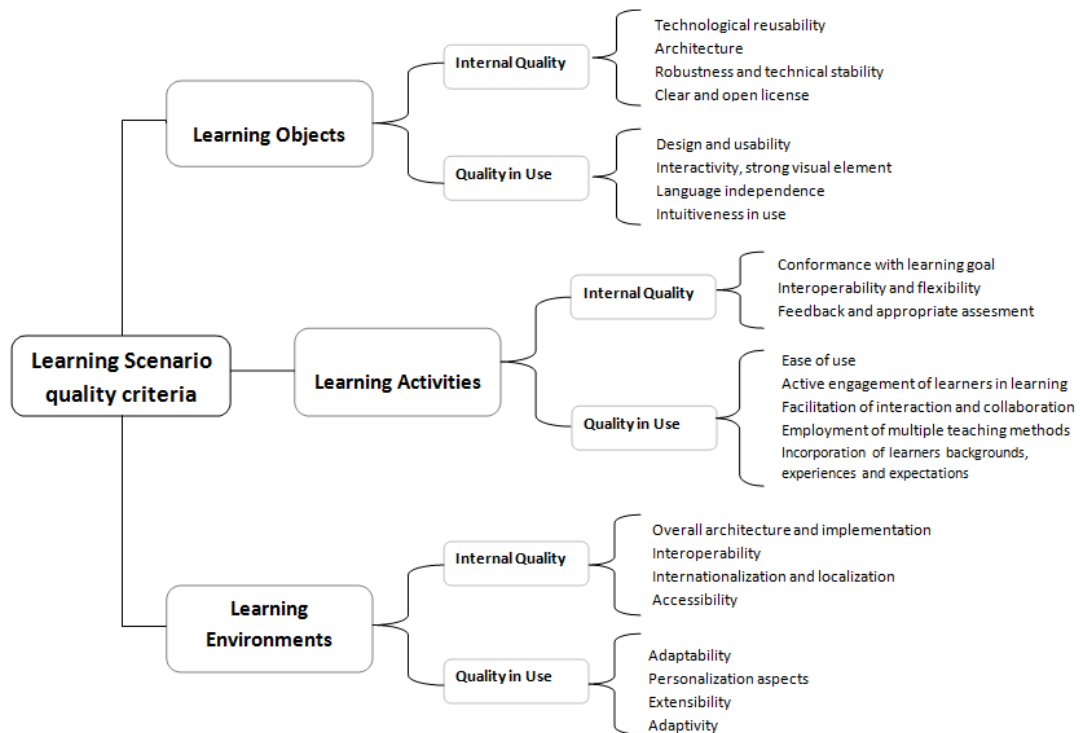 Learning Scenario
quality criteria
Learning Objects
Internal Quality
Technological reusability
Architecture
Robustness and technical stability
Clear and open license
Quality in Use
Design and usability
Interactivity, strong visual element
Language independence
Intuitiveness in use
Learning Activities
Internal Quality
Conformance with learning goal
Interoperability and flexibility
Feedback and appropriate assesment
Quality in Use
Ease of use
Active engagement of learners in learning
Facilitation of interaction and collaboration
Employment of multiple teaching methods
Incorporation of learners backgrounds,
experiences and expectations
Learning
Environments
Internal Quality
Overall architecture and implementation
Interoperability
Internationalization and localization
Accessibility
Quality in Use
Adaptability
Personalization aspects
Extensibility
Adaptivity